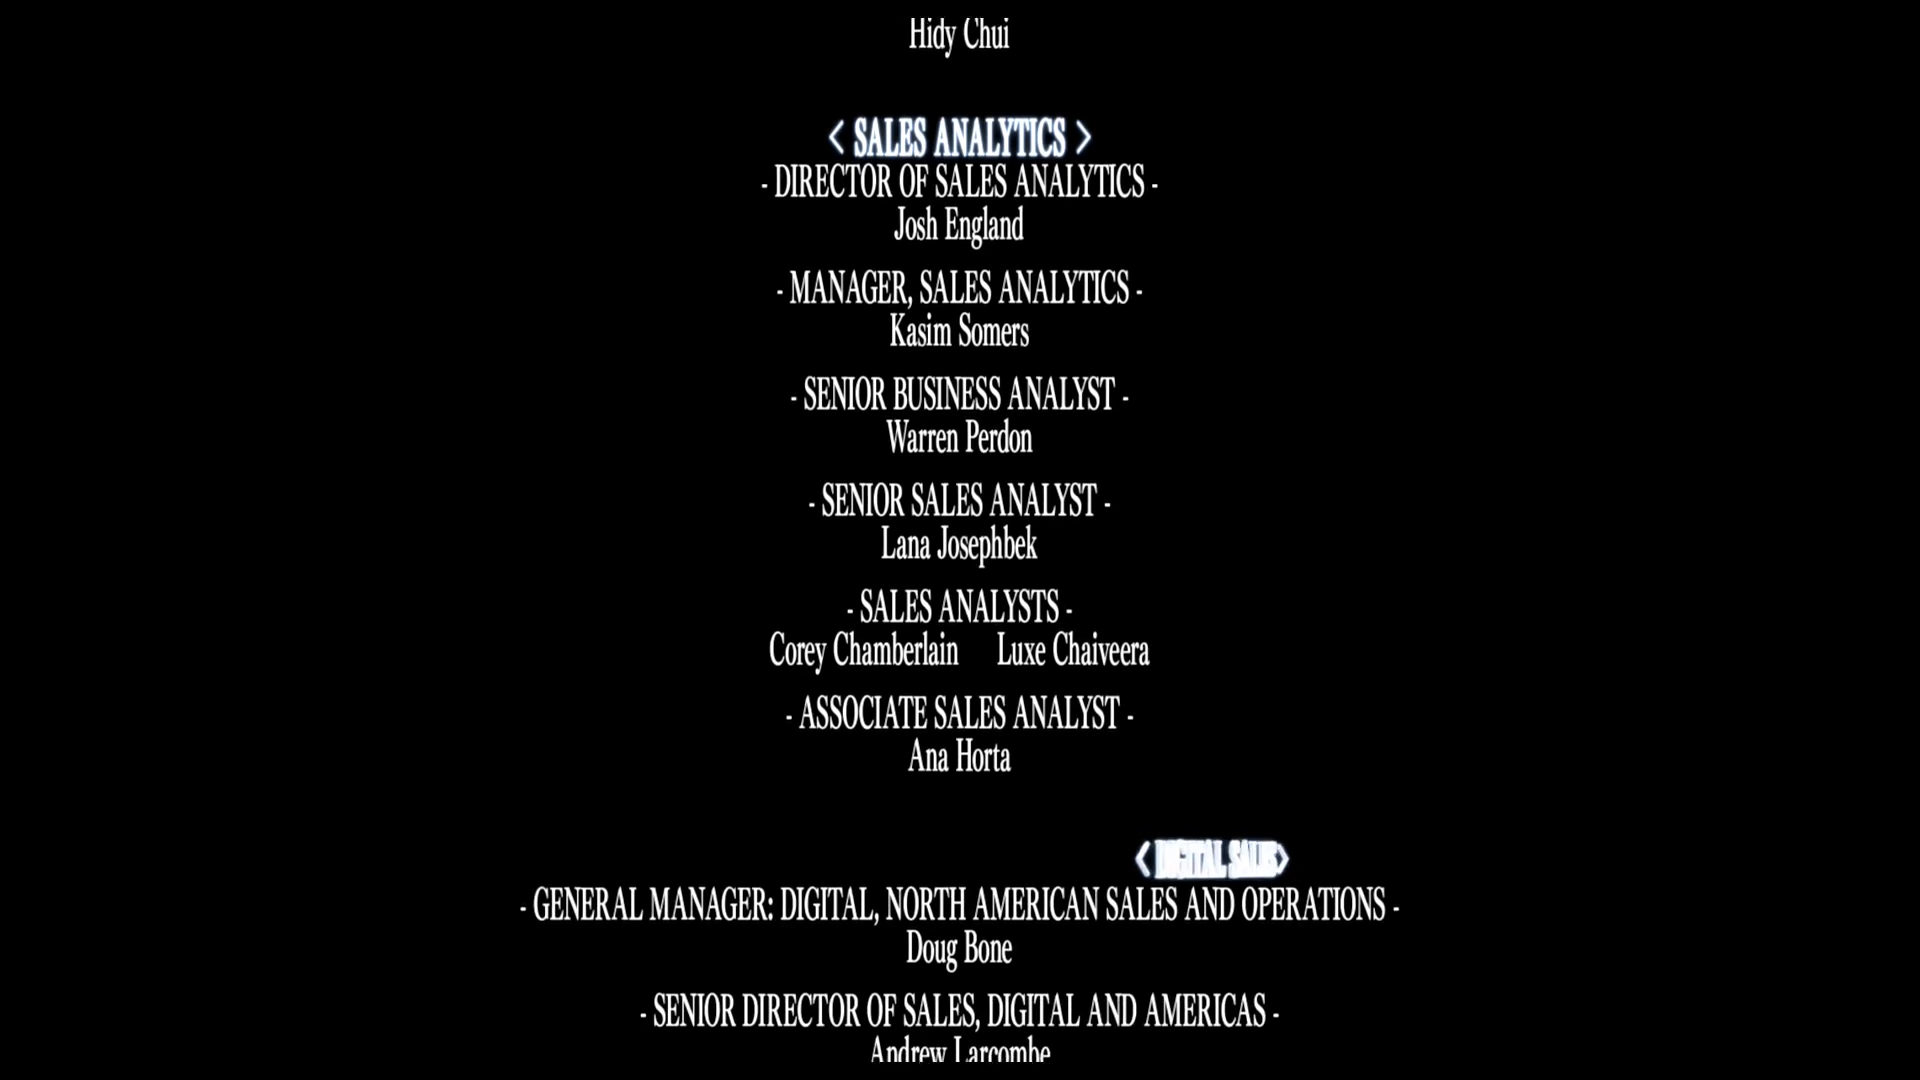 Hidy Chui
< SALES ANALYTICS >
- DIRECTOR OF SALES ANALYTICS -
Josh England
- MANAGER, SALES ANALYTICS -
Kasim Somers
- SENIOR BUSINESS ANALYST -
Warren Perdon
- SENIOR SALES ANALYST -
Lana Josephbek
- SALES ANALYSTS -
Corey Chamberlain Luxe Chaiveera
- ASSOCIATE SALES ANALYST -
Ana Horta
< DIGITAL SALES>
- GENERAL MANAGER: DIGITAL, NORTH AMERICAN SALES AND OPERATIONS -
Doug Bone
- SENIOR DIRECTOR OF SALES, DIGITAL AND AMERICAS -
Andrew Larcombe